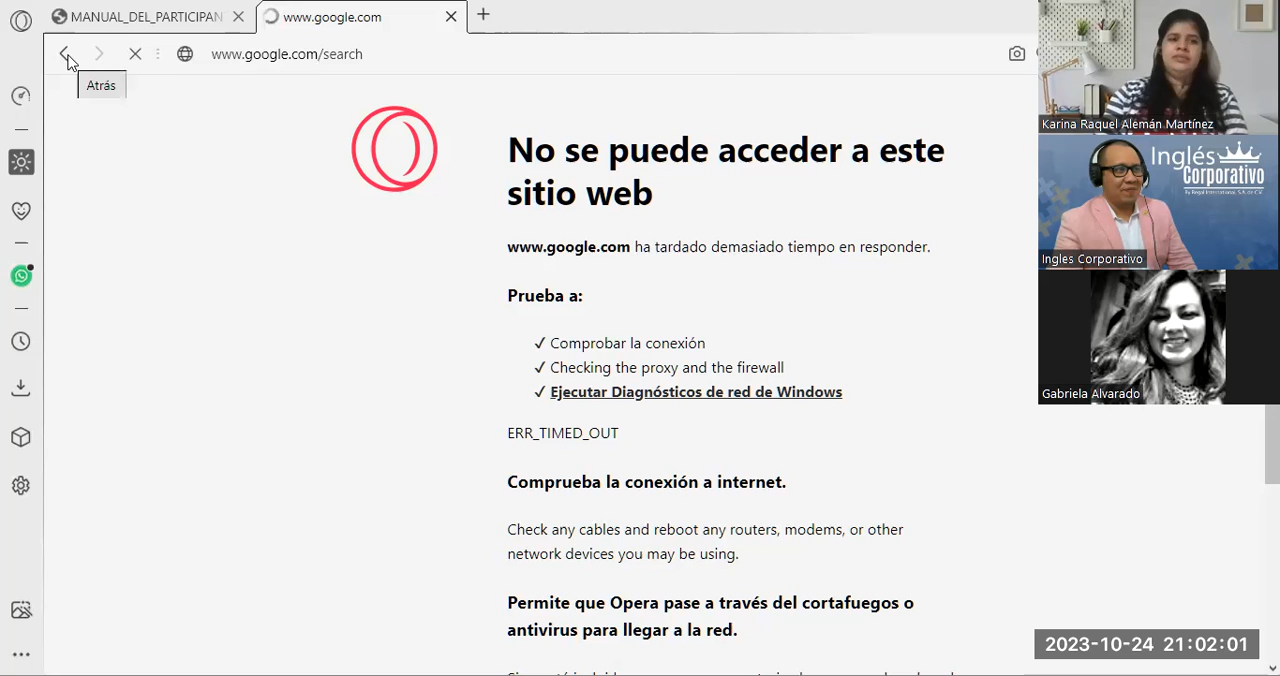 MANUAL_DEL_PARTICIPAN
www.google.com
www.google.com/search
Atrás
No se puede acceder a este
sitio web
www.google.com ha tardado demasiado tiempo en responder.
Prueba a:
✓ Comprobar la conexión
✓ Checking the proxy and the firewall
✓ Ejecutar Diagnósticos de red de Windows
ERR_TIMED_OUT
Comprueba la conexión a internet.
Check any cables and reboot any routers, modems, or other
network devices you may be using.
Permite que Opera pase a través del cortafuegos o
antivirus para llegar a la red.
Karina Raquel Alemán Martínez
Inglés
Corporativo
By Regal International, S.A. de C.V.
Ingles Corporativo
Gabriela Alvarado
2023-10-24 21:02:01